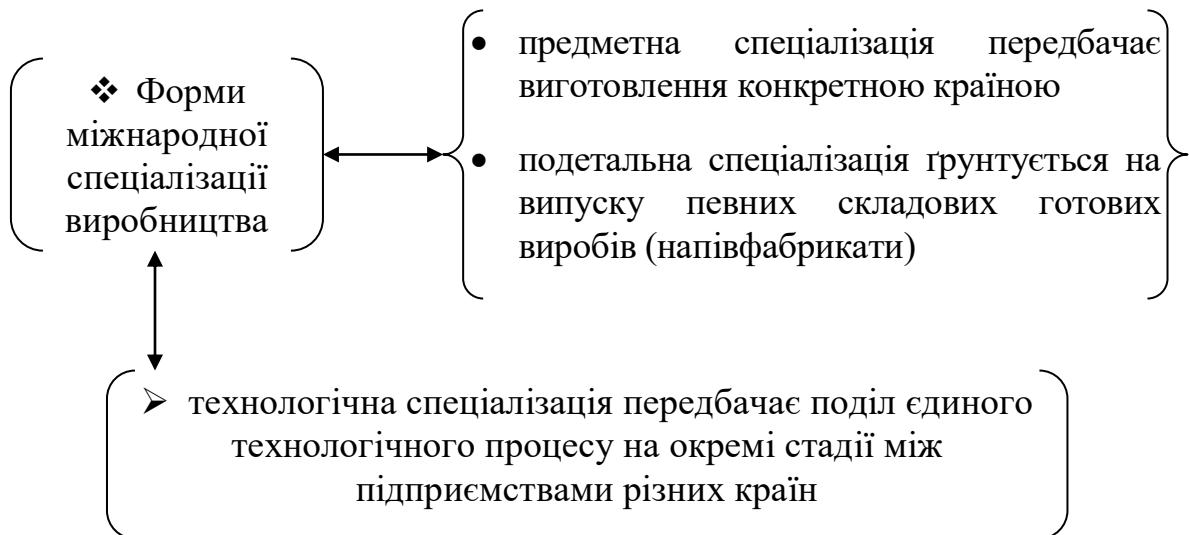 ❖ Форми
міжнародної
спеціалізації
виробництва
• предметна спеціалізація передбачає
виготовлення конкретною країною
• подетальна спеціалізація ґрунтується на
випуску певних складових готових
виробів (напівфабрикати)
➢ технологічна спеціалізація передбачає поділ єдиного
технологічного процесу на окремі стадії між
підприємствами різних країн